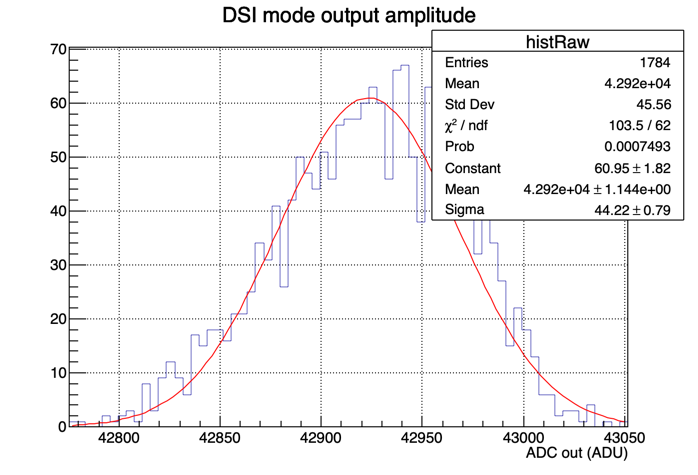 DSI mode output amplitude
histRaw
Entries 1784
Mean 4.292e+04
Std Dev 45.56
χ² / ndf 103.5 / 62
Prob 0.0007493
Constant 60.95 ± 1.82
Mean 4.292e+04 ± 1.144e+00
Sigma 44.22 ± 0.79
70
60
50
40
30
20
10
0
42800 42850 42900 42950 43000 43050
ADC out (ADU)